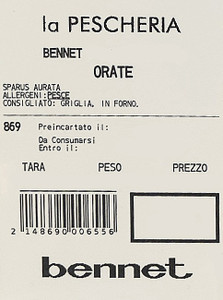 la PESCHERIA
BENNET
ORATE
SPARUS AURATA
ALLERGENI:PESCE
CONSIGLIATO: GRIGLIA, IN FORNO.
869 Preincartato il:
Da Consumarsi
Entro il:
TARA PESO PREZZO
2 148690 006556
bennet